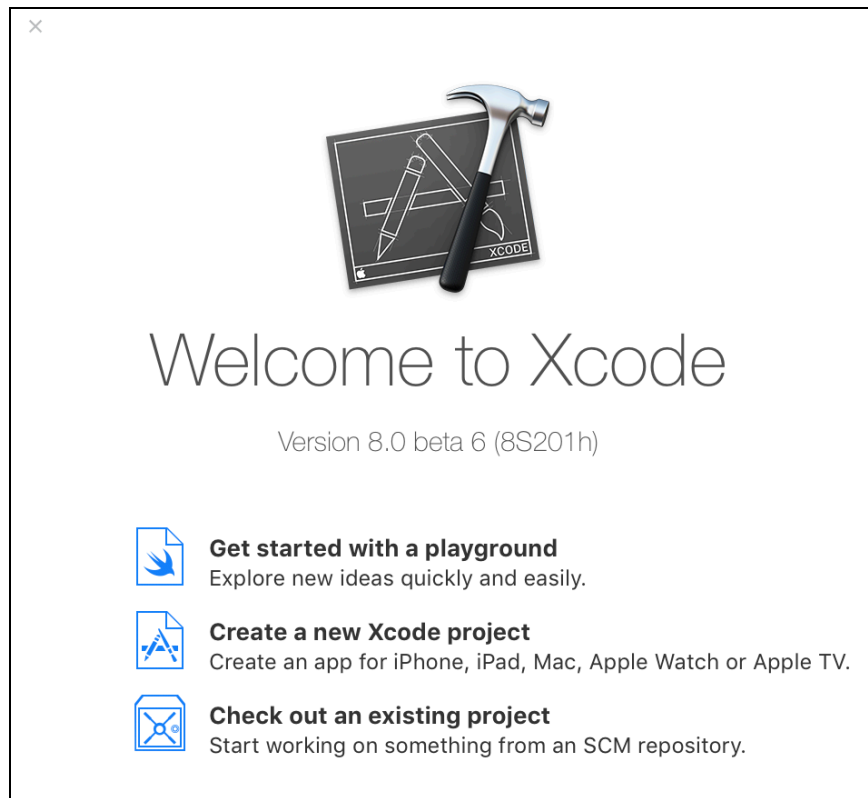 XCODE
Welcome to Xcode
Version 8.0 beta 6 (8S201h)
Get started with a playground
Explore new ideas quickly and easily.
Create a new Xcode project
Create an app for iPhone, iPad, Mac, Apple Watch or Apple TV.
Check out an existing project
Start working on something from an SCM repository.